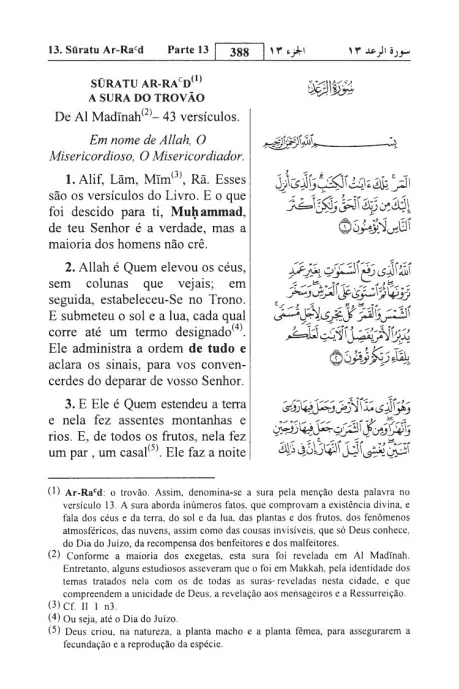 13. Sūratu Ar-Raᶜd Parte 13 388 الجزء ١٣ سورة الرعد ١٣
SŪRATU AR-RAᶜD(1)
A SURA DO TROVÃO
De Al Madīnah(2)– 43 versículos.
Em nome de Allah, O
Misericordioso, O Misericordiador.
1. Alif, Lām, Mīm(3), Rā. Esses
são os versículos do Livro. E o que
foi descido para ti, Muḥammad,
de teu Senhor é a verdade, mas a
maioria dos homens não crê.
2. Allah é Quem elevou os céus,
sem colunas que vejais; em
seguida, estabeleceu-Se no Trono.
E submeteu o sol e a lua, cada qual
corre até um termo designado(4).
Ele administra a ordem de tudo e
aclara os sinais, para vos conven-
cerdes do deparar de vosso Senhor.
3. E Ele é Quem estendeu a terra
e nela fez assentes montanhas e
rios. E, de todos os frutos, nela fez
um par , um casal(5). Ele faz a noite
سُورَةُ الرَّعْدِ
بِسْمِ اللَّهِ الرَّحْمَٰنِ الرَّحِيمِ
الٓمٓرۚ تِلْكَ ءَايَٰتُ ٱلْكِتَٰبِۗ وَٱلَّذِىٓ أُنزِلَ
إِلَيْكَ مِن رَّبِّكَ ٱلْحَقُّ وَلَٰكِنَّ أَكْثَرَ
ٱلنَّاسِ لَا يُؤْمِنُونَ ١
ٱللَّهُ ٱلَّذِى رَفَعَ ٱلسَّمَٰوَٰتِ بِغَيْرِ عَمَدٍ
تَرَوْنَهَاۖ ثُمَّ ٱسْتَوَىٰ عَلَى ٱلْعَرْشِۖ وَسَخَّرَ
ٱلشَّمْسَ وَٱلْقَمَرَۖ كُلٌّ يَجْرِى لِأَجَلٍ مُّسَمًّىۚ
يُدَبِّرُ ٱلْأَمْرَ يُفَصِّلُ ٱلْءَايَٰتِ لَعَلَّكُم
بِلِقَآءِ رَبِّكُمْ تُوقِنُونَ ٢
وَهُوَ ٱلَّذِى مَدَّ ٱلْأَرْضَ وَجَعَلَ فِيهَا رَوَٰسِىَ
وَأَنْهَٰرًاۖ وَمِن كُلِّ ٱلثَّمَرَٰتِ جَعَلَ فِيهَا زَوْجَيْنِ
ٱثْنَيْنِۖ يُغْشِى ٱلَّيْلَ ٱلنَّهَارَۚ إِنَّ فِى ذَٰلِكَ
(1) Ar-Raᶜd: o trovão. Assim, denomina-se a sura pela menção desta palavra no
versículo 13. A sura aborda inúmeros fatos, que comprovam a existência divina, e
fala dos céus e da terra, do sol e da lua, das plantas e dos frutos, dos fenômenos
atmosféricos, das nuvens, assim como das cousas invisíveis, que só Deus conhece,
do Dia do Juízo, da recompensa dos benfeitores e dos malfeitores.
(2) Conforme a maioria dos exegetas, esta sura foi revelada em Al Madīnah.
Entretanto, alguns estudiosos asseveram que o foi em Makkah, pela identidade dos
temas tratados nela com os de todas as suras reveladas nesta cidade, e que
compreendem a unicidade de Deus, a revelação aos mensageiros e a Ressurreição.
(3) Cf. II 1 n3.
(4) Ou seja, até o Dia do Juízo.
(5) Deus criou, na natureza, a planta macho e a planta fêmea, para assegurarem a
fecundação e a reprodução da espécie.